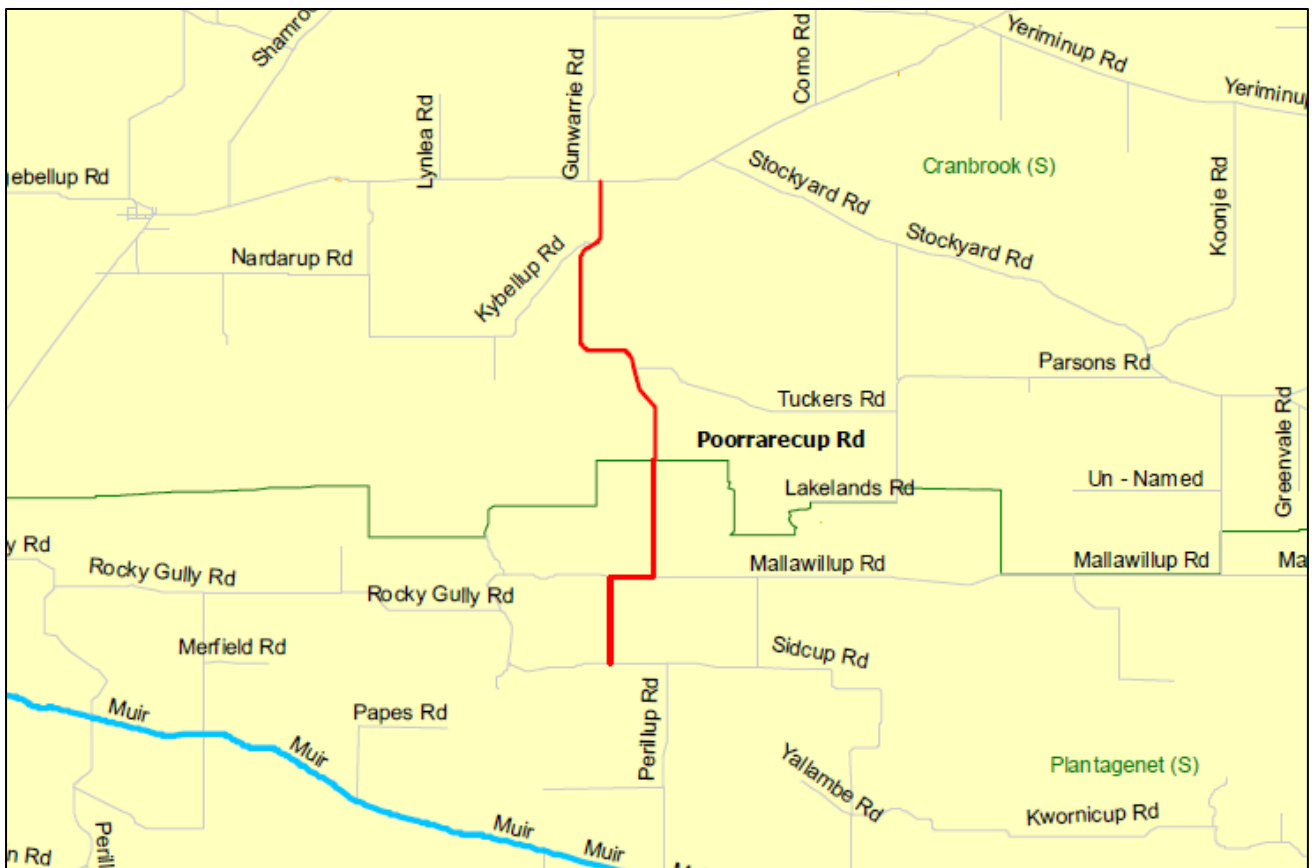 Shamro
Yeriminup Rd
Como Rd
Gunwarrie Rd
Yeriminu
Lynlea Rd
Cranbrook (S)
Stockyard Rd
ebellup Rd
Koonje Rd
Stockyard Rd
Nardarup Rd
Kybellup Rd
Parsons Rd
Tuckers Rd
Greenvale Rd
Poorrarecup Rd
Un - Named
Lakelands Rd
y Rd
Mallawillup Rd
Mallawillup Rd
Ma
Rocky Gully Rd
Rocky Gully Rd
Merfield Rd
Sidcup Rd
Perillup Rd
Muir
Papes Rd
Muir
Yallambe Rd
Plantagenet (S)
Kwornicup Rd
Muir
Perill
n Rd
Muir